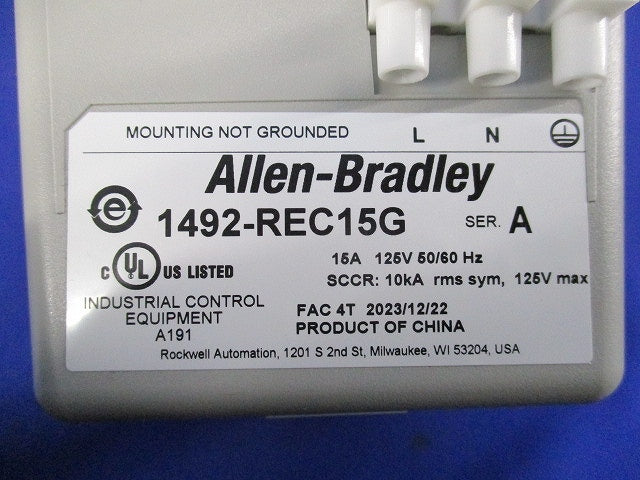 MOUNTING NOT GROUNDED L N
Allen-Bradley
e
1492-REC15G SER. A
C UL US LISTED
15A 125V 50/60 Hz
SCCR: 10kA rms sym, 125V max
INDUSTRIAL CONTROL
EQUIPMENT
A191
FAC 4T 2023/12/22
PRODUCT OF CHINA
Rockwell Automation, 1201 S 2nd St, Milwaukee, WI 53204, USA